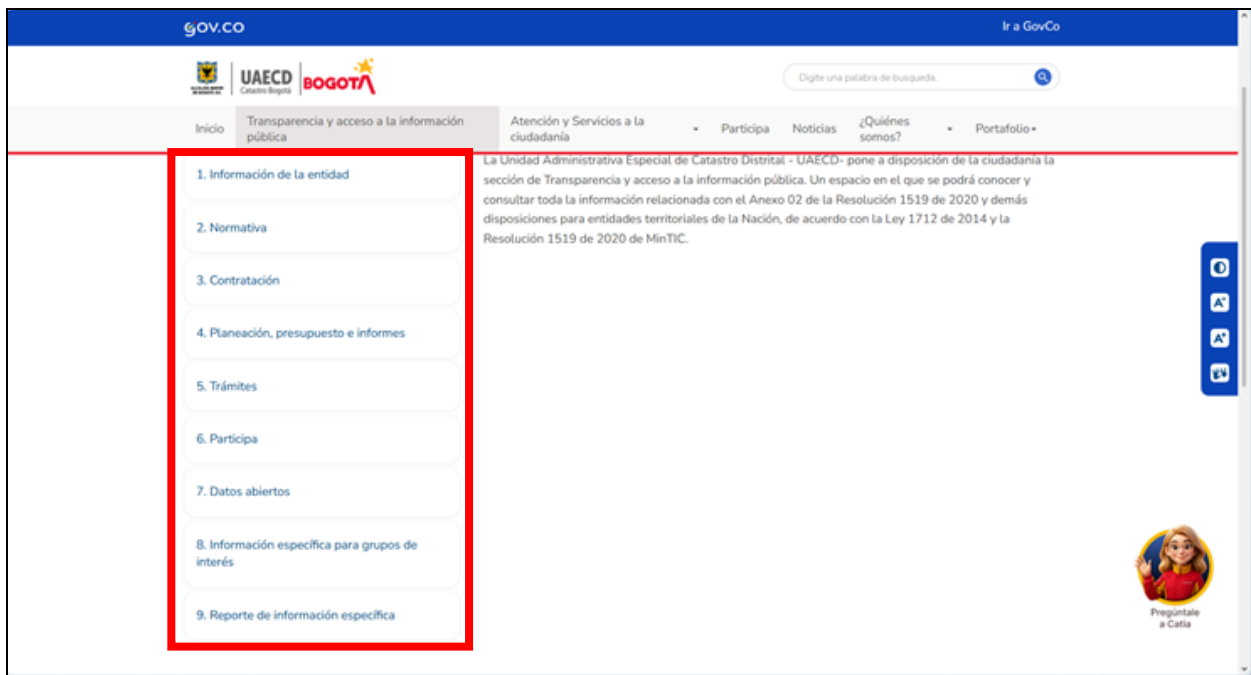 GOV.CO
Ir a GovCo
UAECD
Catastro Bogotá
BOGOTÁ
Digite una palabra de busqueda.
Inicio
Transparencia y acceso a la información
pública
Atención y Servicios a la
ciudadanía
Participa
Noticias
¿Quiénes
somos?
Portafolio
1. Información de la entidad
2. Normativa
3. Contratación
4. Planeación, presupuesto e informes
5. Trámites
6. Participa
7. Datos abiertos
8. Información específica para grupos de
interés
9. Reporte de información específica
La Unidad Administrativa Especial de Catastro Distrital - UAECD- pone a disposición de la ciudadanía la
sección de Transparencia y acceso a la información pública. Un espacio en el que se podrá conocer y
consultar toda la información relacionada con el Anexo 02 de la Resolución 1519 de 2020 y demás
disposiciones para entidades territoriales de la Nación, de acuerdo con la Ley 1712 de 2014 y la
Resolución 1519 de 2020 de MinTIC.
A-
A+
Pregúntale
a Catia